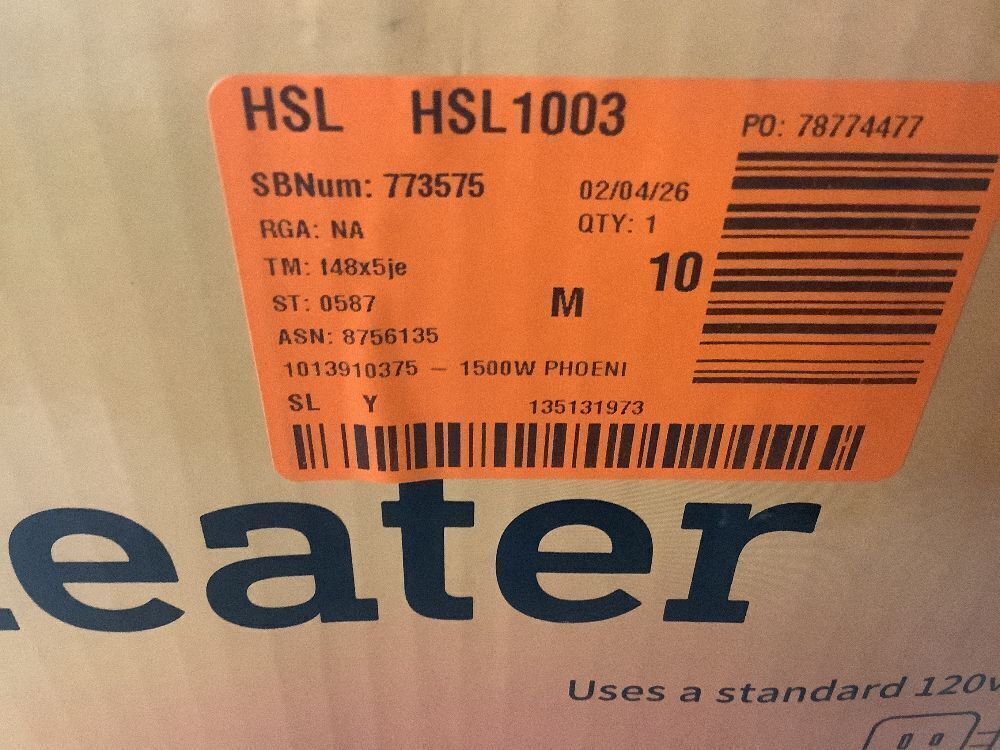 HSL HSL1003 PO: 78774477
SBNum: 773575 02/04/26
RGA: NA QTY: 1
TM: f48x5je 10
ST: 0587 M
ASN: 8756135
1013910375 – 1500W PHOENI
SL Y 135131973
eater
Uses a standard 120v